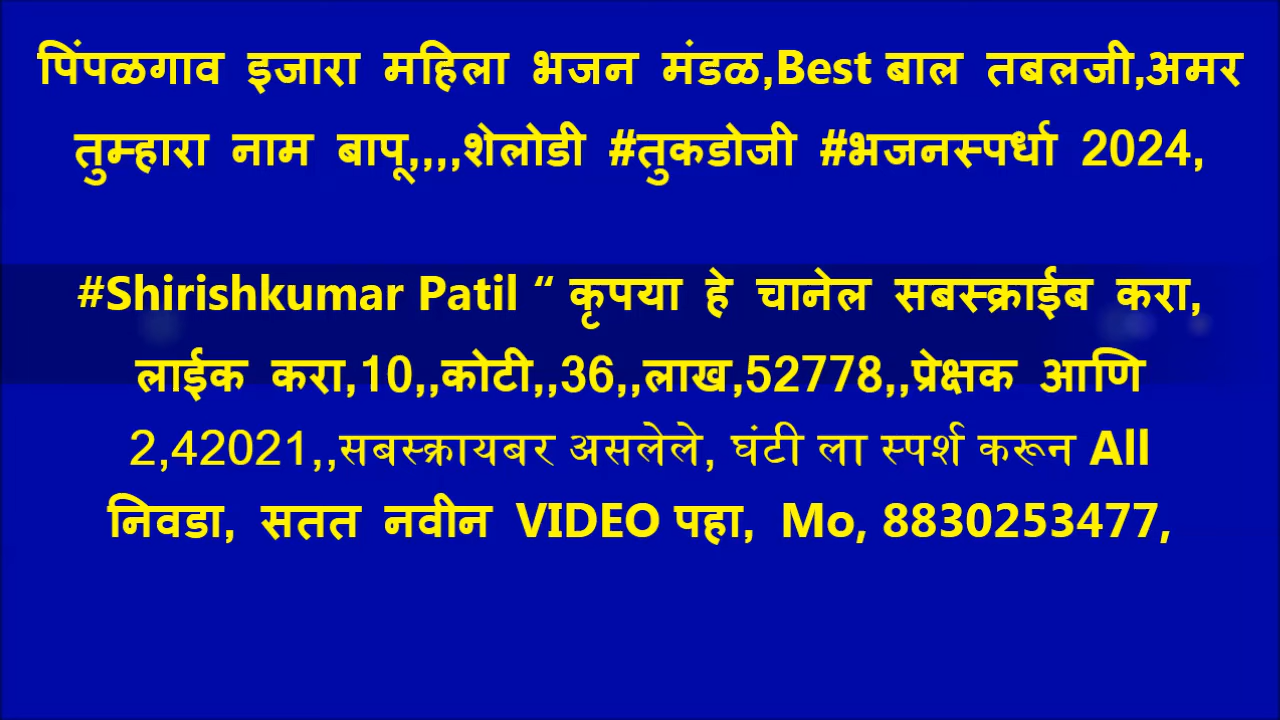 पिंपळगाव इजारा महिला भजन मंडळ,Best बाल तबलजी,अमर
तुम्हारा नाम बापू,,,,शेलोडी #तुकडोजी #भजनस्पर्धा 2024,
#Shirishkumar Patil “ कृपया हे चानेल सबस्क्राईब करा,
लाईक करा,10,,कोटी,,36,,लाख,52778,,प्रेक्षक आणि
2,42021,,सबस्क्रायबर असलेले, घंटी ला स्पर्श करून All
निवडा, सतत नवीन VIDEO पहा, Mo, 8830253477,